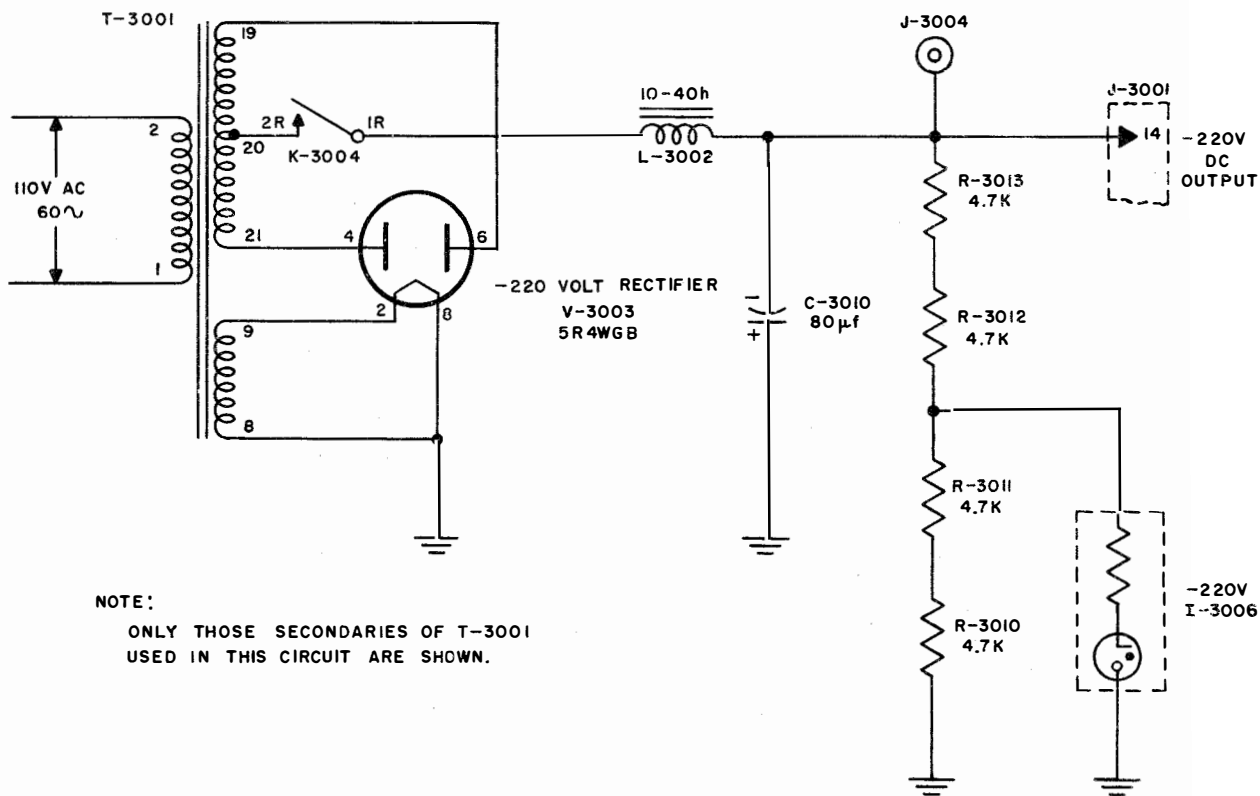 T-3001
19
2R
1R
20
K-3004
21
2
1
110V AC
60∿
4
6
2
8
9
8
-220 VOLT RECTIFIER
V-3003
5R4WGB
10-40h
L-3002
J-3004
J-3001
14
-220V
DC
OUTPUT
C-3010
80µf
-
+
R-3013
4.7K
R-3012
4.7K
R-3011
4.7K
R-3010
4.7K
-220V
I-3006
NOTE:
ONLY THOSE SECONDARIES OF T-3001
USED IN THIS CIRCUIT ARE SHOWN.